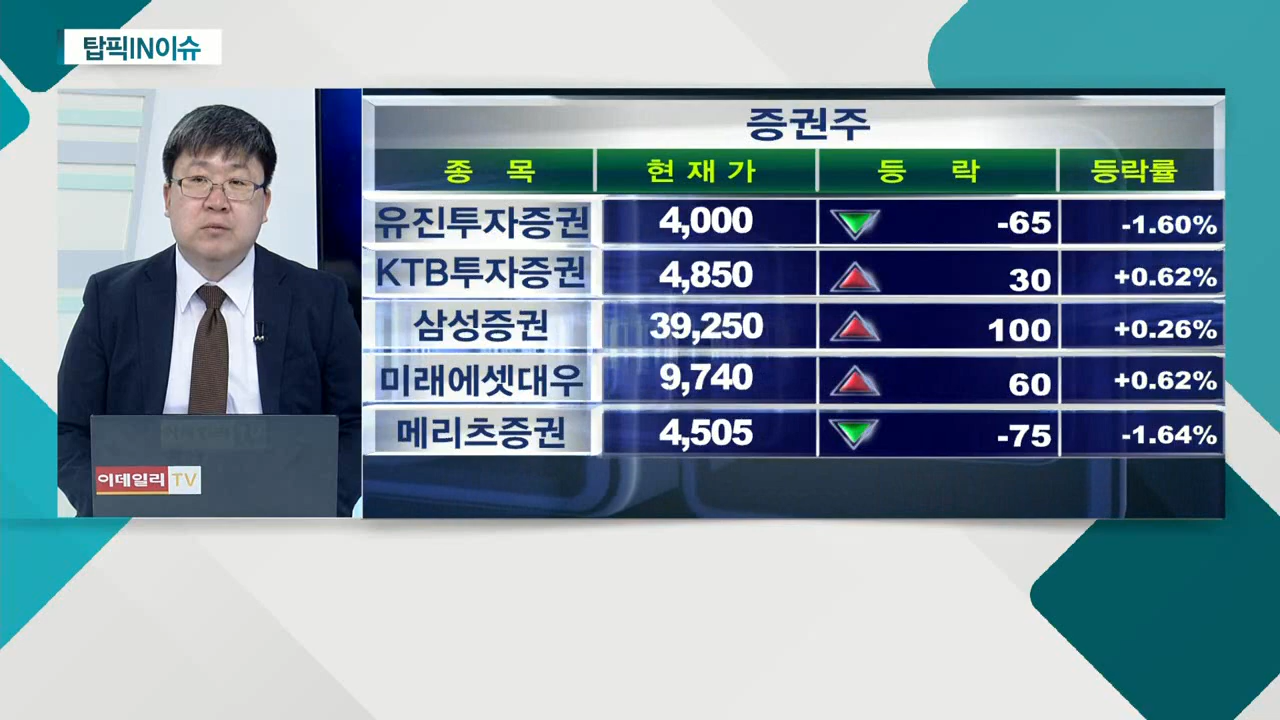 탑픽IN이슈
증권주
종 목 현 재 가 등 락 등락률
유진투자증권 4,000 -65 -1.60%
KTB투자증권 4,850 30 +0.62%
삼성증권 39,250 100 +0.26%
미래에셋대우 9,740 60 +0.62%
메리츠증권 4,505 -75 -1.64%
이데일리TV